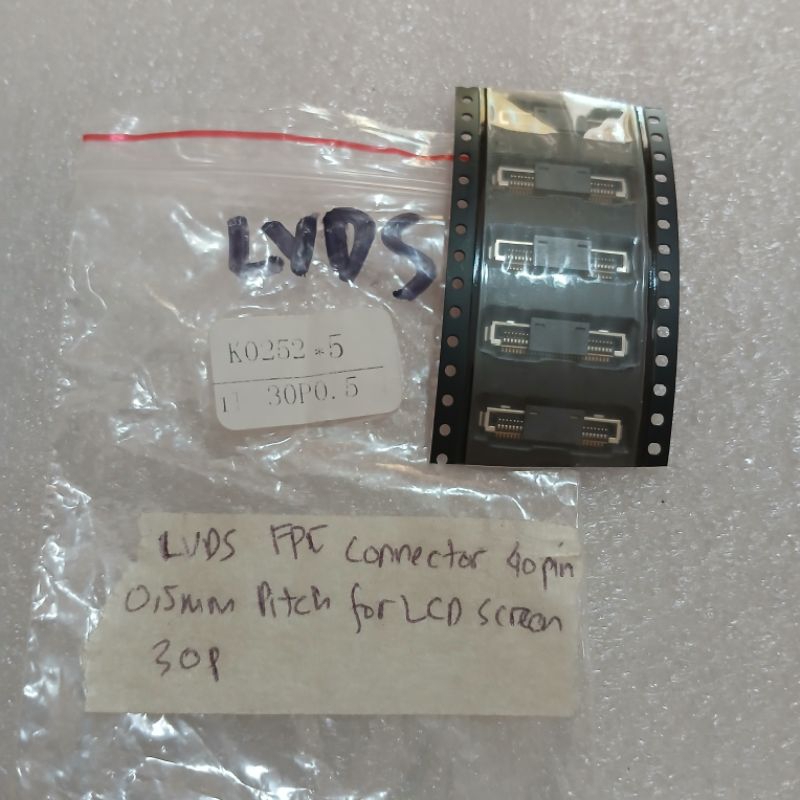 LVDS
K0252*5
30P0.5
LVDS FPC connector 40pin
0,5mm Pitch for LCD screen
30p